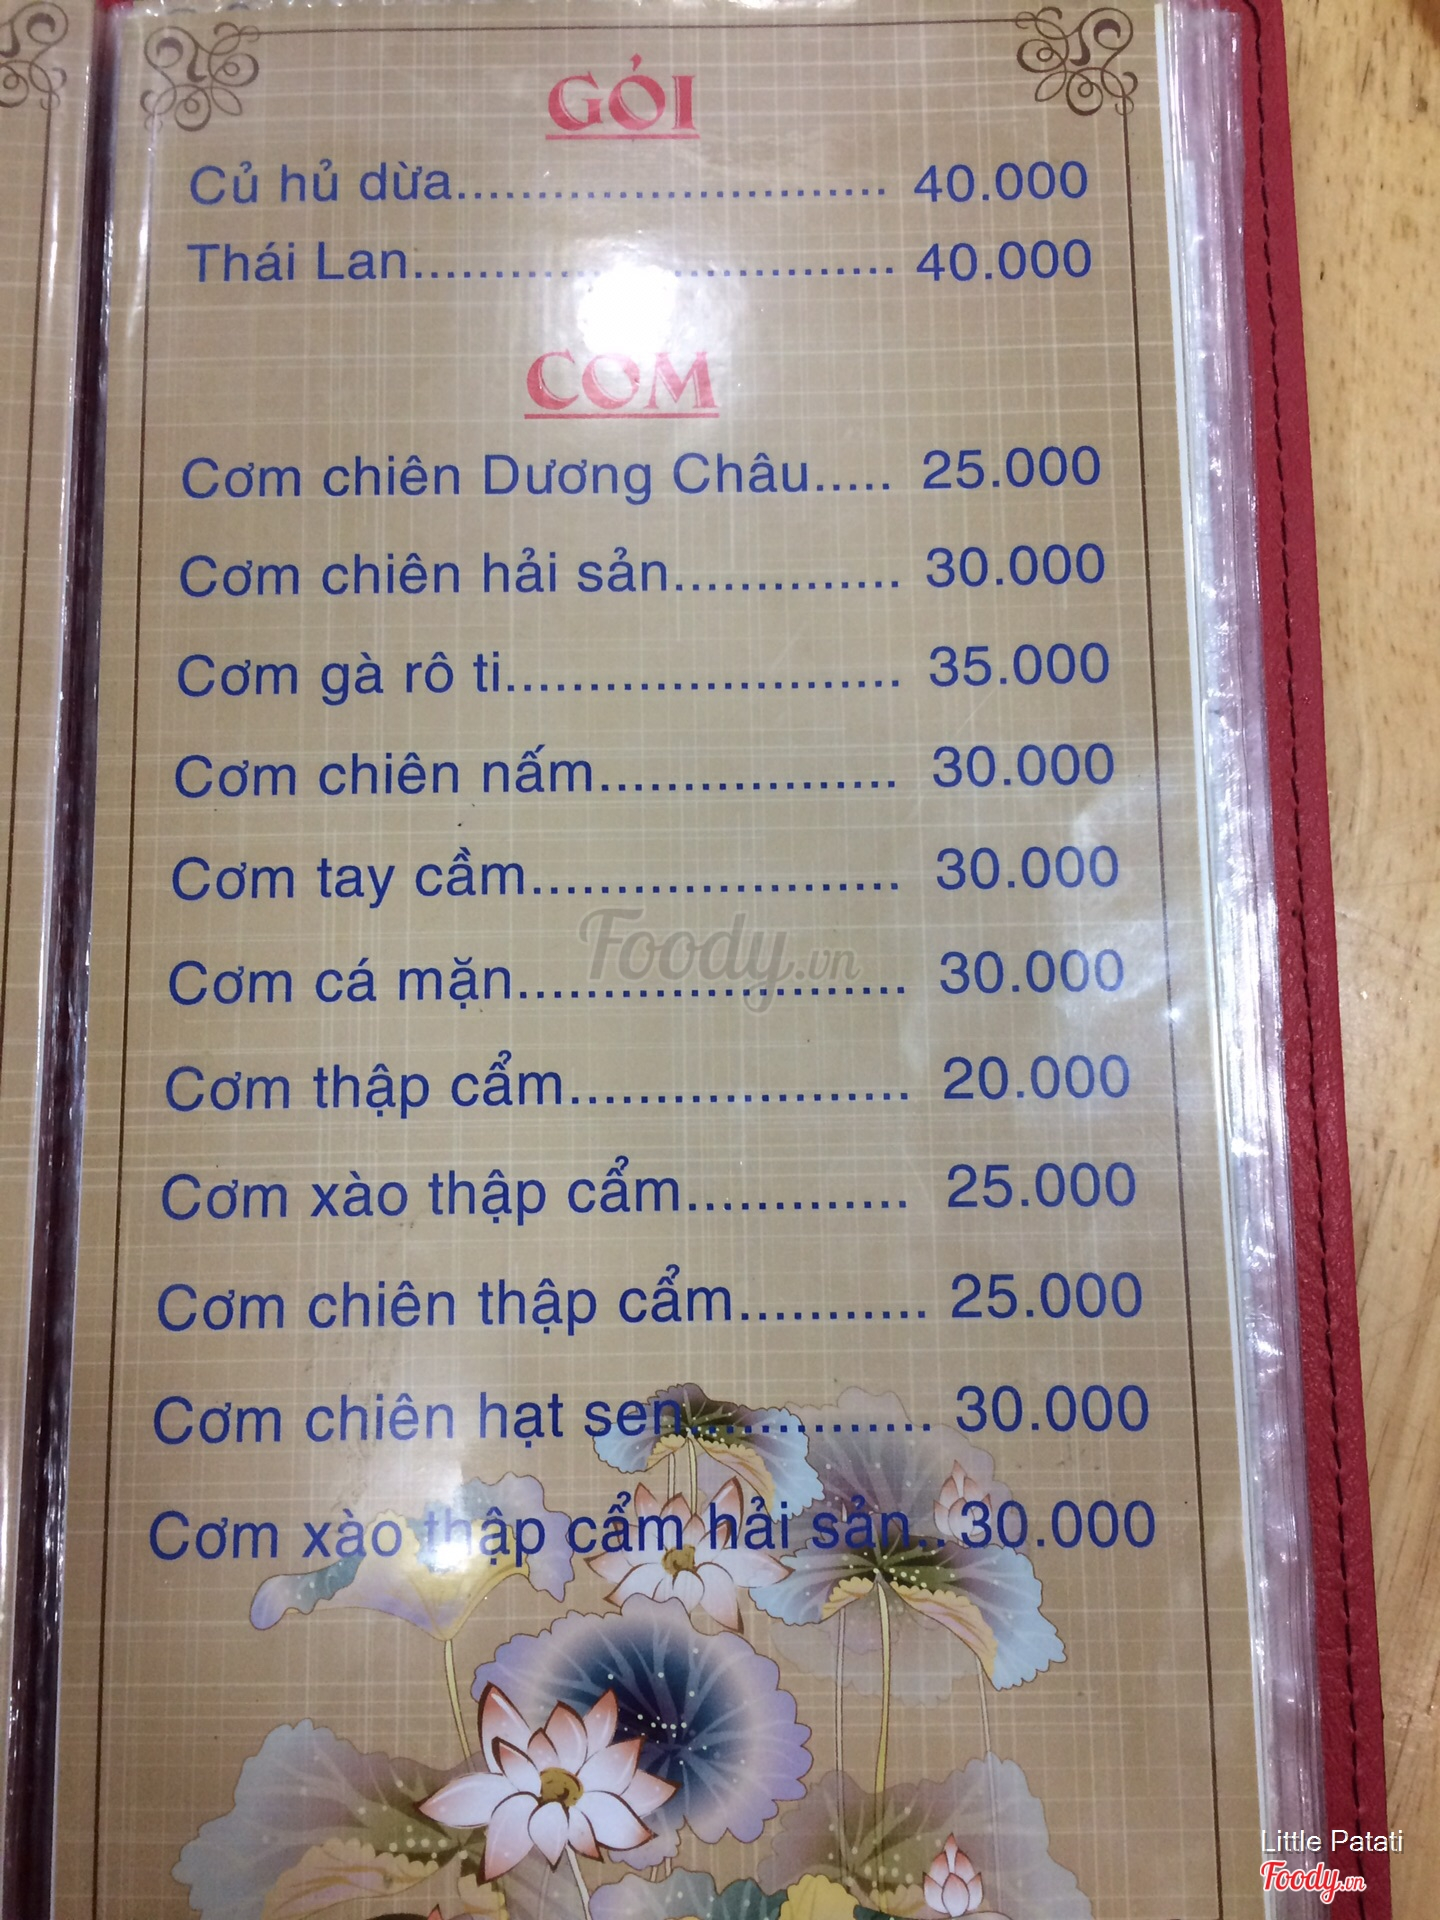 GỎI
Củ hủ dừa........................... 40.000
Thái Lan.............................. 40.000
CƠM
Cơm chiên Dương Châu..... 25.000
Cơm chiên hải sản.............. 30.000
Cơm gà rô ti........................ 35.000
Cơm chiên nấm.................. 30.000
Cơm tay cầm...................... 30.000
Cơm cá mặn....................... 30.000
Cơm thập cẩm.................... 20.000
Cơm xào thập cẩm............. 25.000
Cơm chiên thập cẩm........... 25.000
Cơm chiên hạt sen.............. 30.000
Cơm xào thập cẩm hải sản.. 30.000
Foody.vn
Little Patati
Foody.vn